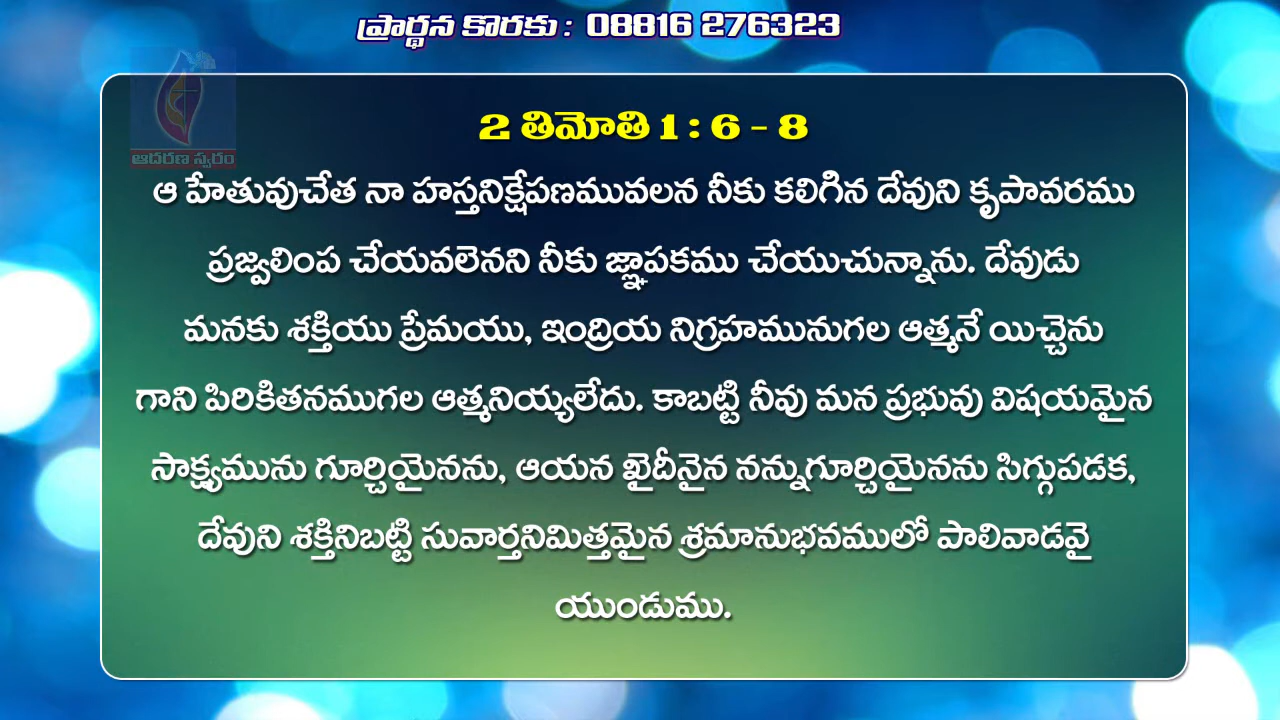 ప్రార్థన కొరకు : 08816 276323
ఆదరణ స్వరం
2 తిమోతి 1 : 6 - 8
ఆ హేతువుచేత నా హస్తనిక్షేపణమువలన నీకు కలిగిన దేవుని కృపావరము
ప్రజ్వలింప చేయవలెనని నీకు జ్ఞాపకము చేయుచున్నాను. దేవుడు
మనకు శక్తియు ప్రేమయు, ఇంద్రియ నిగ్రహమునుగల ఆత్మనే యిచ్చెను
గాని పిరికితనముగల ఆత్మనియ్యలేదు. కాబట్టి నీవు మన ప్రభువు విషయమైన
సాక్ష్యమును గూర్చియైనను, ఆయన ఖైదీనైన నన్నుగూర్చియైనను సిగ్గుపడక,
దేవుని శక్తినిబట్టి సువార్తనిమిత్తమైన శ్రమానుభవములో పాలివాడవై
యుండుము.